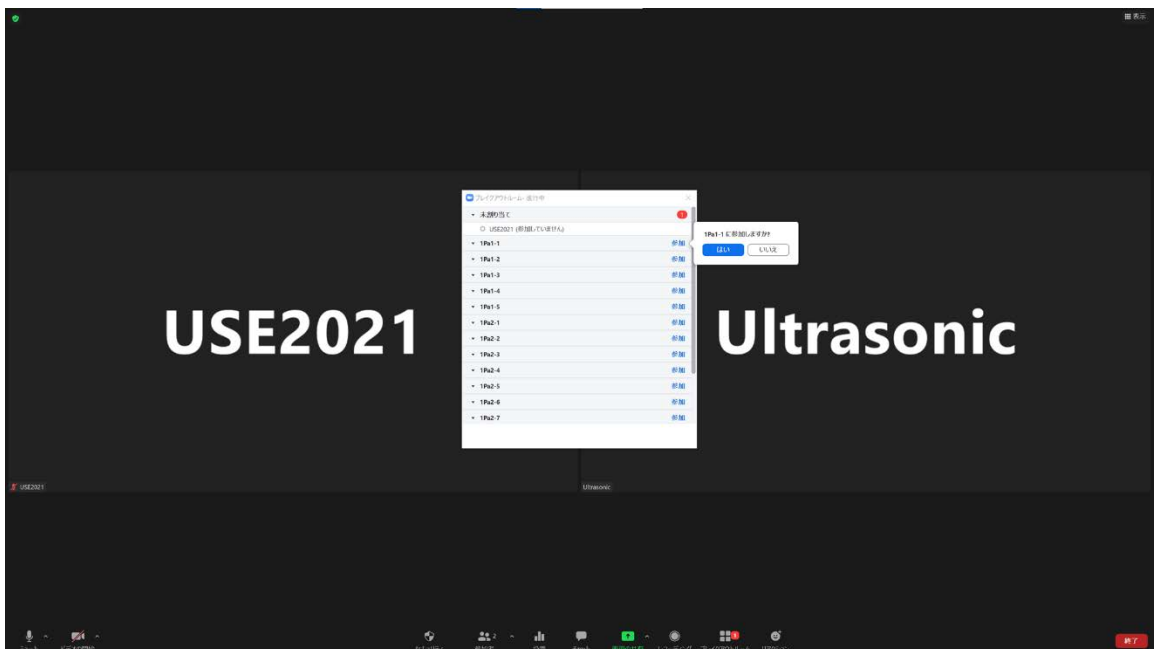 表示
ブレイクアウトルーム - 進行中
未割り当て
1
USE2021 (参加していません)
1Pa1-1 参加
1Pa1-1 に参加しますか?
はい いいえ
1Pa1-2 参加
1Pa1-3 参加
1Pa1-4 参加
1Pa1-5 参加
1Pa2-1 参加
1Pa2-2 参加
1Pa2-3 参加
1Pa2-4 参加
1Pa2-5 参加
1Pa2-6 参加
1Pa2-7 参加
USE2021
Ultrasonic
USE2021
Ultrasonic
2
終了